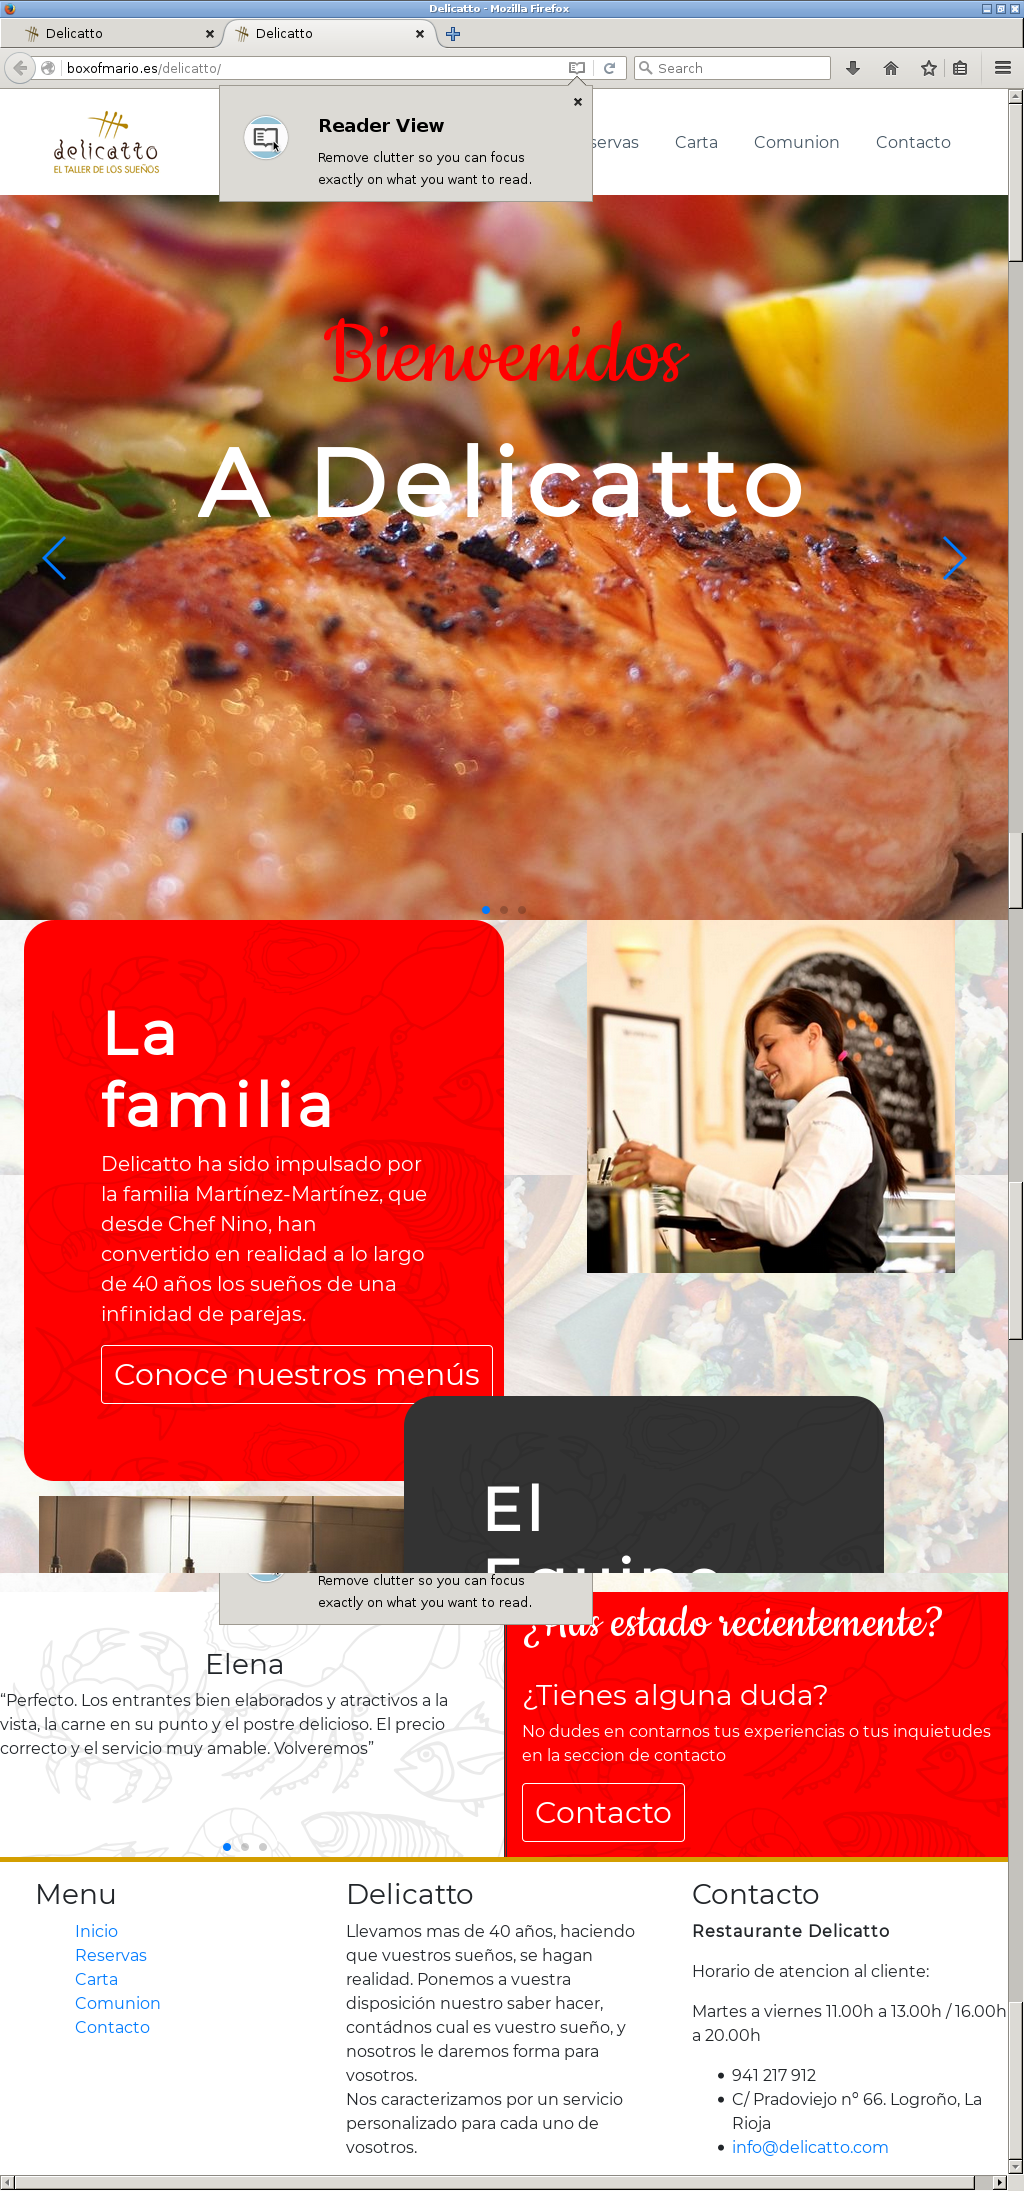 Delicatto - Mozilla Firefox
Delicatto
Delicatto
boxofmario.es/delicatto/
Search
Reader View
Remove clutter so you can focus
exactly on what you want to read.
delicatto
EL TALLER DE LOS SUEÑOS
servas
Carta
Comunion
Contacto
Bienvenidos
A Delicatto
La
familia
Delicatto ha sido impulsado por
la familia Martínez-Martínez, que
desde Chef Nino, han
convertido en realidad a lo largo
de 40 años los sueños de una
infinidad de parejas.
Conoce nuestros menús
El
Equipo
Remove clutter so you can focus
exactly on what you want to read.
Elena
“Perfecto. Los entrantes bien elaborados y atractivos a la
vista, la carne en su punto y el postre delicioso. El precio
correcto y el servicio muy amable. Volveremos”
¿Has estado recientemente?
¿Tienes alguna duda?
No dudes en contarnos tus experiencias o tus inquietudes
en la seccion de contacto
Contacto
Menu
Inicio
Reservas
Carta
Comunion
Contacto
Delicatto
Llevamos mas de 40 años, haciendo
que vuestros sueños, se hagan
realidad. Ponemos a vuestra
disposición nuestro saber hacer,
contádnos cual es vuestro sueño, y
nosotros le daremos forma para
vosotros.
Nos caracterizamos por un servicio
personalizado para cada uno de
vosotros.
Contacto
Restaurante Delicatto
Horario de atencion al cliente:
Martes a viernes 11.00h a 13.00h / 16.00h
a 20.00h
941 217 912
C/ Pradoviejo nº 66. Logroño, La
Rioja
info@delicatto.com